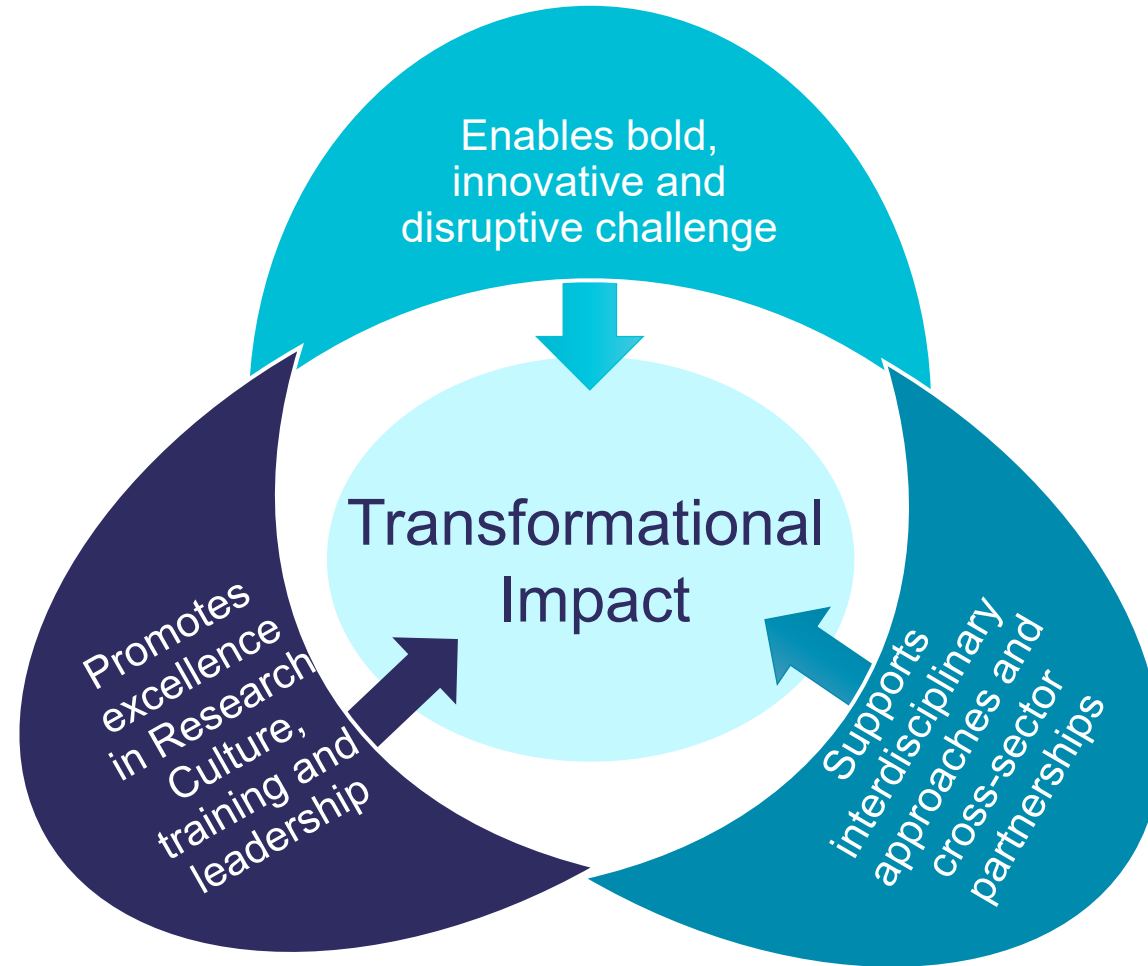 Enables bold,
innovative and
disruptive challenge
Transformational
Impact
Promotes
excellence
in Research
Culture,
training and
leadership
Supports
interdisciplinary
approaches and
cross-sector
partnerships